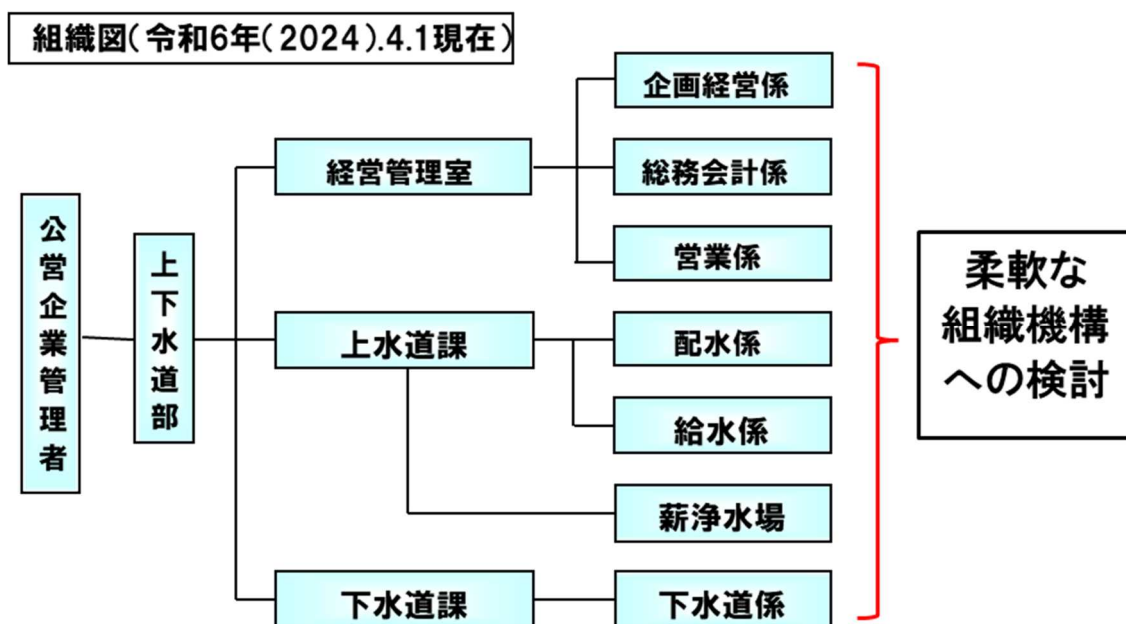 組織図(令和6年(2024).4.1現在)
公営企業管理者
上下水道部
経営管理室
企画経営係
総務会計係
営業係
上水道課
配水係
給水係
薪浄水場
下水道課
下水道係
柔軟な
組織機構
への検討